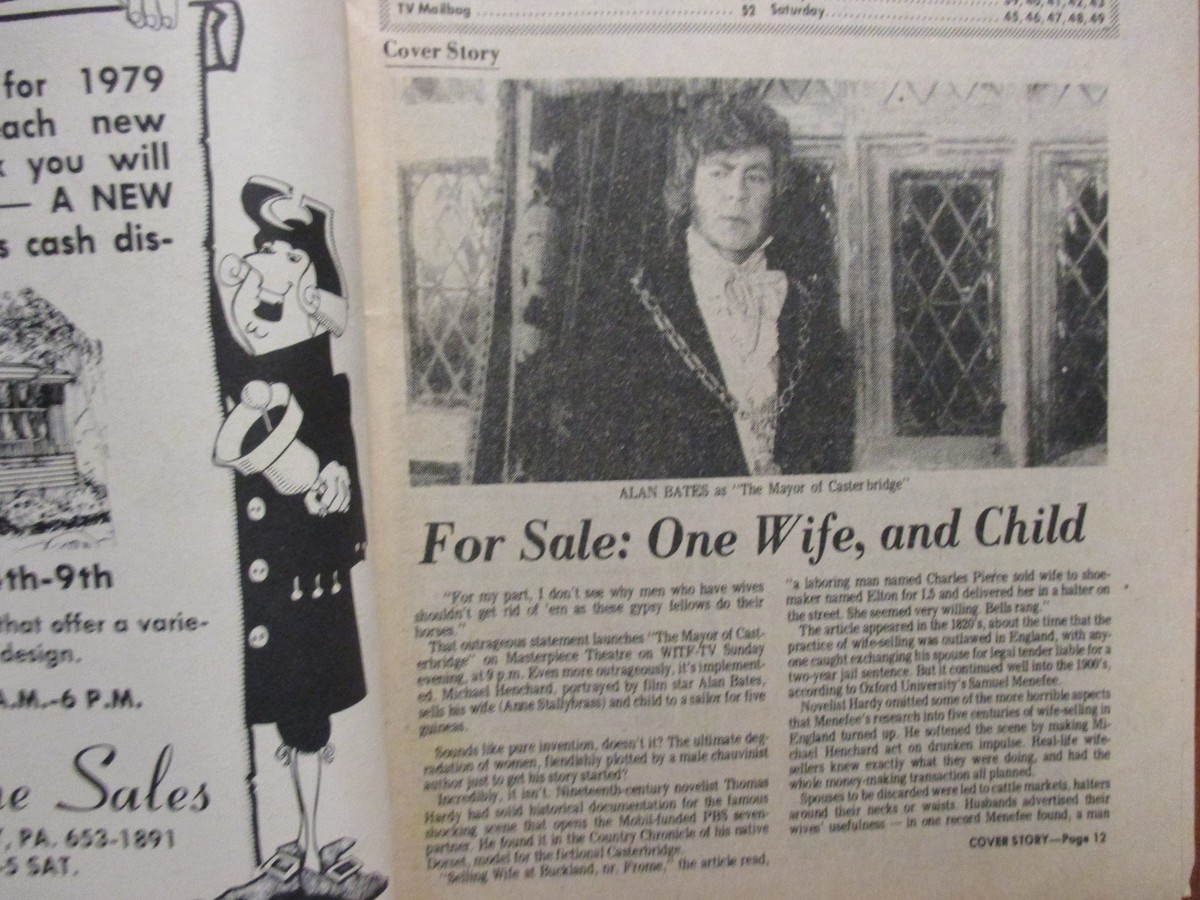 for 1979
each new
you will
— A NEW
s cash dis-
th-9th
that offer a varie-
design.
A.M.-6 P.M.
e Sales
, PA. 653-1891
-5 SAT.
TV Mailbag 52 Saturday
39, 40, 41, 42, 43
45, 46, 47, 48, 49
Cover Story
ALAN BATES as "The Mayor of Casterbridge"
For Sale: One Wife, and Child
"For my part, I don't see why men who have wives
shouldn't get rid of 'em as these gypsy fellows do their
horses."
That outrageous statement launches "The Mayor of Cast-
erbridge" on Masterpiece Theatre on WITF-TV Sunday
evening, at 9 p.m. Even more outrageously, it's implement-
ed. Michael Henchard, portrayed by film star Alan Bates,
sells his wife (Anne Stallybrass) and child to a sailor for five
guineas.
Sounds like pure invention, doesn't it? The ultimate deg-
radation of women, fiendishly plotted by a male chauvinist
author just to get his story started?
Incredibly, it isn't. Nineteenth-century novelist Thomas
Hardy had solid historical documentation for the famous
shocking scene that opens the Mobil-funded PBS seven-
parter. He found it in the Country Chronicle of his native
Dorset, model for the fictional Casterbridge.
"Selling Wife at Buckland, nr. Frome," the article read,
"a laboring man named Charles Pierce sold wife to shoe-
maker named Elton for L5 and delivered her in a halter on
the street. She seemed very willing. Bells rang."
The article appeared in the 1820's, about the time that the
practice of wife-selling was outlawed in England, with any-
one caught exchanging his spouse for legal tender liable for a
two-year jail sentence. But it continued well into the 1900's,
according to Oxford University's Samuel Menefee.
Novelist Hardy omitted some of the more horrible aspects
that Menefee's research into five centuries of wife-selling in
England turned up. He softened the scene by making Mi-
chael Henchard act on drunken impulse. Real-life wife-
sellers knew exactly what they were doing, and had the
whole money-making transaction all planned.
Spouses to be discarded were led to cattle markets, halters
around their necks or waists. Husbands advertised their
wives' usefulness — in one record Menefee found, a man
COVER STORY—Page 12